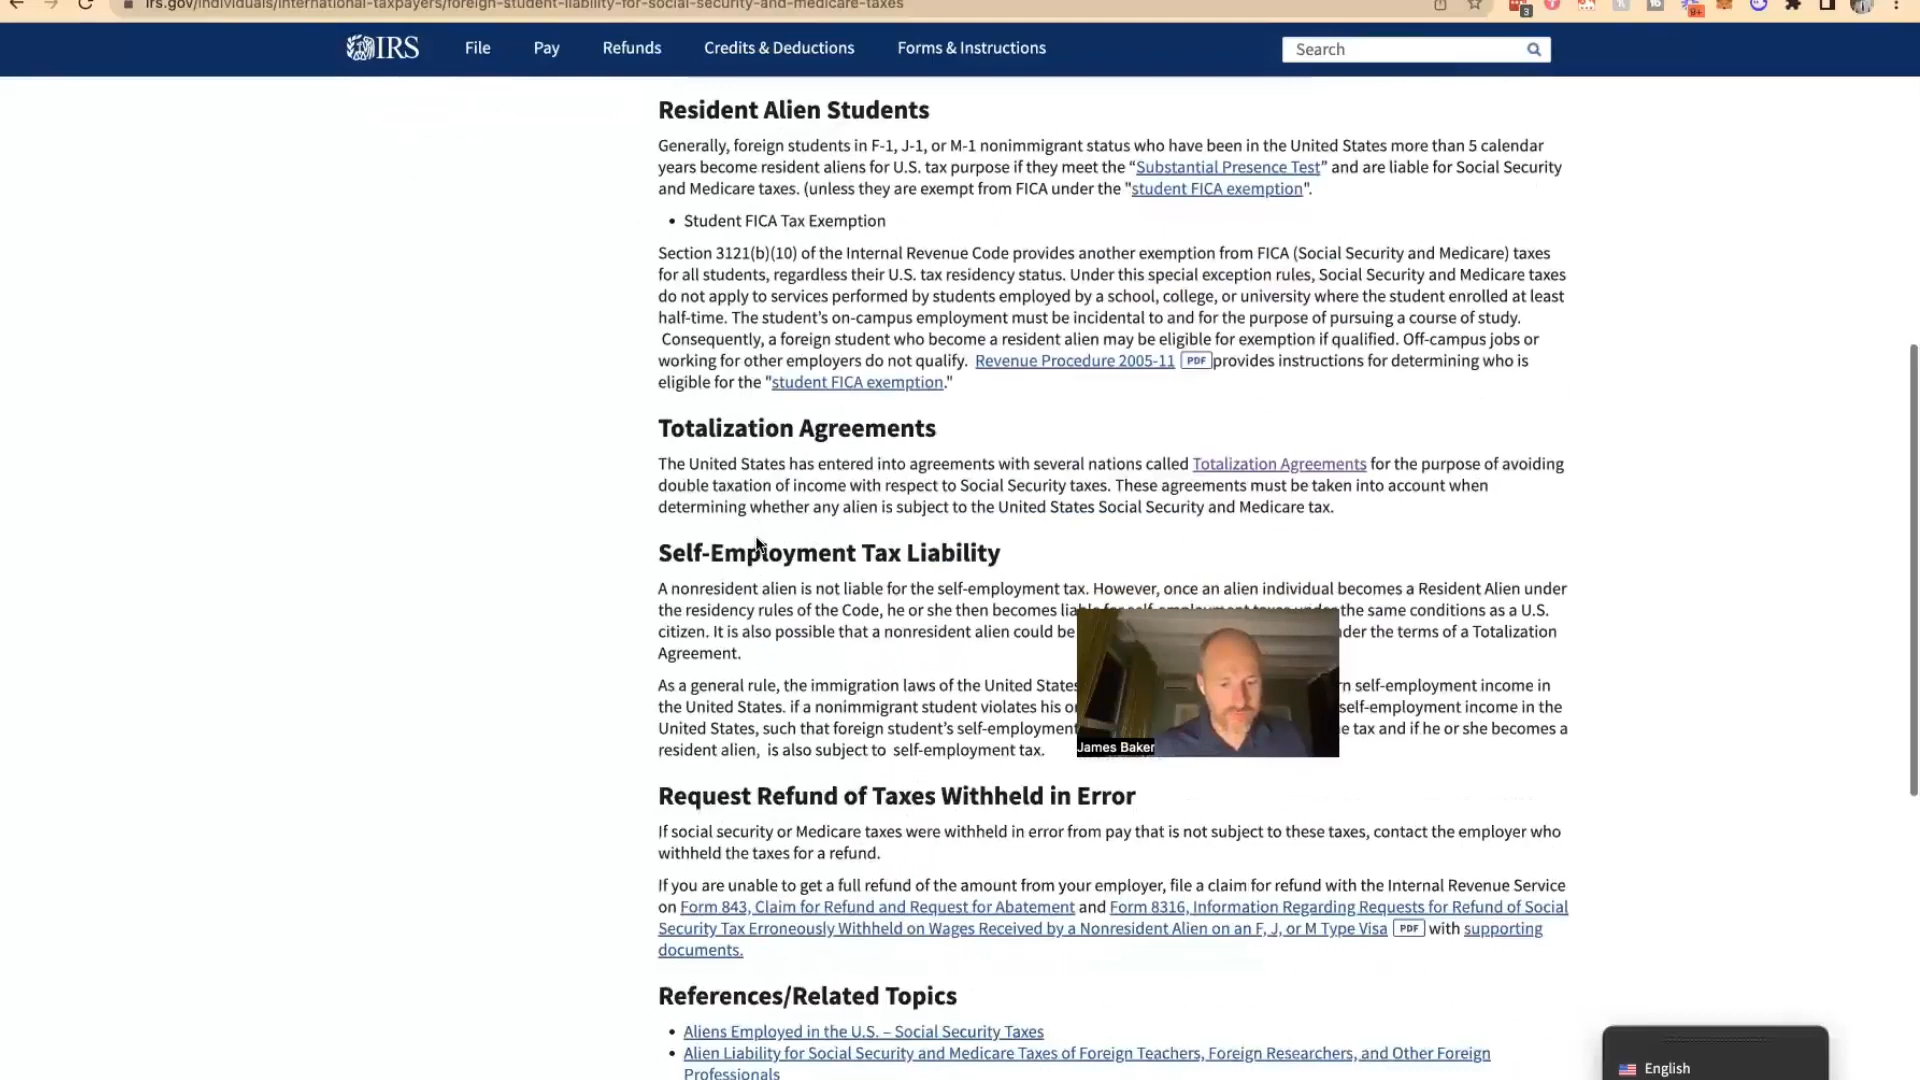 irs.gov/individuals/international-taxpayers/foreign-student-liability-for-social-security-and-medicare-taxes
3
9+
IRS File Pay Refunds Credits & Deductions Forms & Instructions Search
Resident Alien Students
Generally, foreign students in F-1, J-1, or M-1 nonimmigrant status who have been in the United States more than 5 calendar
years become resident aliens for U.S. tax purpose if they meet the “Substantial Presence Test” and are liable for Social Security
and Medicare taxes. (unless they are exempt from FICA under the "student FICA exemption".
• Student FICA Tax Exemption
Section 3121(b)(10) of the Internal Revenue Code provides another exemption from FICA (Social Security and Medicare) taxes
for all students, regardless their U.S. tax residency status. Under this special exception rules, Social Security and Medicare taxes
do not apply to services performed by students employed by a school, college, or university where the student enrolled at least
half-time. The student’s on-campus employment must be incidental to and for the purpose of pursuing a course of study.
Consequently, a foreign student who become a resident alien may be eligible for exemption if qualified. Off-campus jobs or
working for other employers do not qualify. Revenue Procedure 2005-11 PDF provides instructions for determining who is
eligible for the "student FICA exemption."
Totalization Agreements
The United States has entered into agreements with several nations called Totalization Agreements for the purpose of avoiding
double taxation of income with respect to Social Security taxes. These agreements must be taken into account when
determining whether any alien is subject to the United States Social Security and Medicare tax.
Self-Employment Tax Liability
A nonresident alien is not liable for the self-employment tax. However, once an alien individual becomes a Resident Alien under
the residency rules of the Code, he or she then becomes liable for self-employment taxes under the same conditions as a U.S.
citizen. It is also possible that a nonresident alien could be under the terms of a Totalization
Agreement.
As a general rule, the immigration laws of the United States self-employment income in
the United States. if a nonimmigrant student violates his self-employment income in the
United States, such that foreign student’s self-employment tax and if he or she becomes a
resident alien, is also subject to self-employment tax.
James Baker
Request Refund of Taxes Withheld in Error
If social security or Medicare taxes were withheld in error from pay that is not subject to these taxes, contact the employer who
withheld the taxes for a refund.
If you are unable to get a full refund of the amount from your employer, file a claim for refund with the Internal Revenue Service
on Form 843, Claim for Refund and Request for Abatement and Form 8316, Information Regarding Requests for Refund of Social
Security Tax Erroneously Withheld on Wages Received by a Nonresident Alien on an F, J, or M Type Visa PDF with supporting
documents.
References/Related Topics
• Aliens Employed in the U.S. – Social Security Taxes
• Alien Liability for Social Security and Medicare Taxes of Foreign Teachers, Foreign Researchers, and Other Foreign
Professionals
English